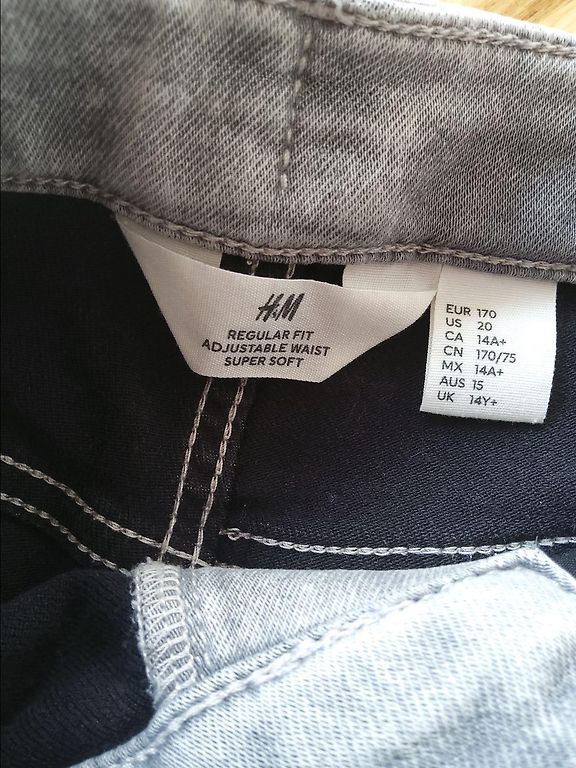 H&M
REGULAR FIT
ADJUSTABLE WAIST
SUPER SOFT
EUR 170
US 20
CA 14A+
CN 170/75
MX 14A+
AUS 15
UK 14Y+